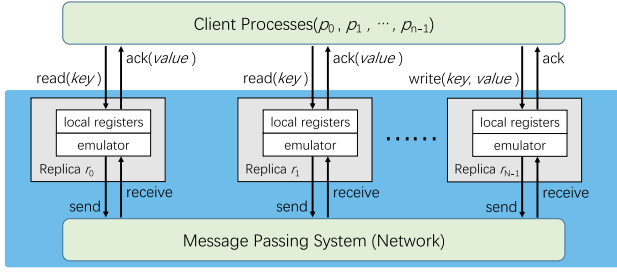 Client Processes(p₀, p₁, ⋯, pₙ₋₁)
read(key) ack(value) read(key) ack(value) write(key, value) ack
local registers local registers local registers
emulator emulator emulator
Replica r₀ Replica r₁ Replica r_N-1
⋯⋯
send receive send receive send receive
Message Passing System (Network)